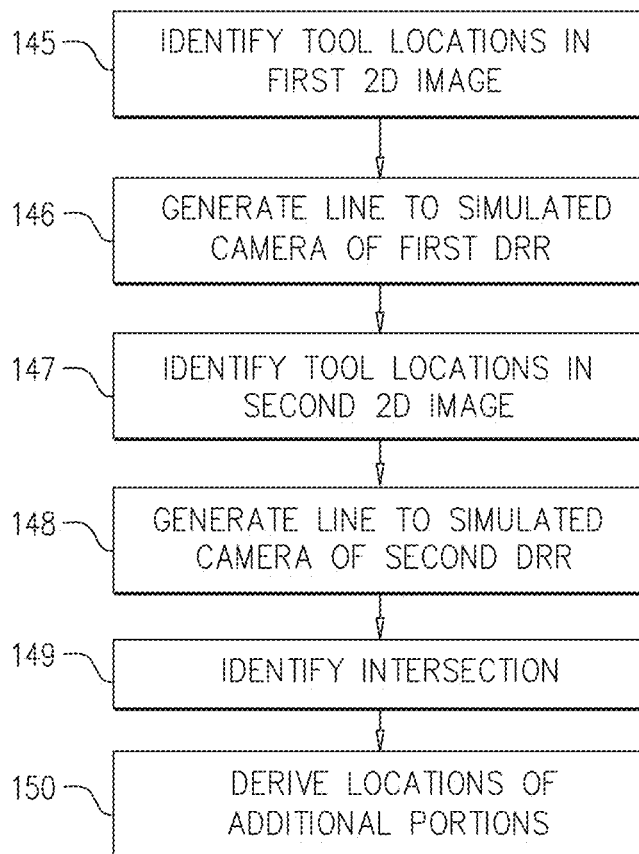 145
IDENTIFY TOOL LOCATIONS IN
FIRST 2D IMAGE
146
GENERATE LINE TO SIMULATED
CAMERA OF FIRST DRR
147
IDENTIFY TOOL LOCATIONS IN
SECOND 2D IMAGE
148
GENERATE LINE TO SIMULATED
CAMERA OF SECOND DRR
149
IDENTIFY INTERSECTION
150
DERIVE LOCATIONS OF
ADDITIONAL PORTIONS